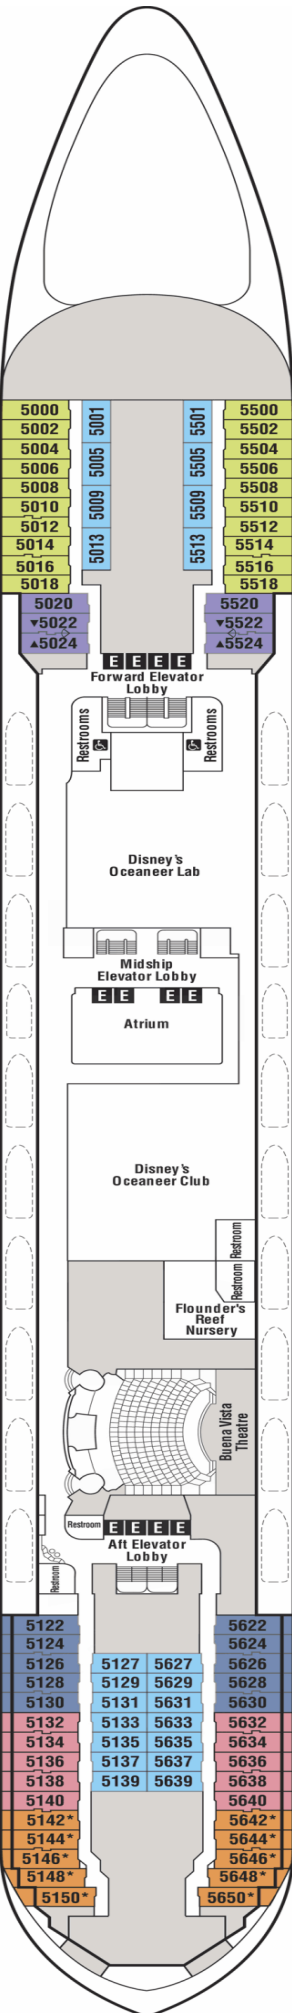 5000 5001 5501 5500
5002 5502
5004 5005 5505 5504
5006 5506
5008 5009 5509 5508
5010 5510
5012 5013 5513 5512
5014 5514
5016 5516
5018 5518
5020 5520
▼5022 ▼5522
▲5024 ▲5524
E E E E
Forward Elevator
Lobby
Restrooms Restrooms
Disney's
Oceaneer Lab
Midship
Elevator Lobby
E E E E
Atrium
Disney's
Oceaneer Club
Restroom
Restroom
Flounder's
Reef
Nursery
Buena Vista
Theatre
Restroom E E E E
Aft Elevator
Lobby
Restroom
5122 5622
5124 5624
5126 5127 5627 5626
5128 5129 5629 5628
5130 5131 5631 5630
5132 5133 5633 5632
5134 5135 5635 5634
5136 5137 5637 5636
5138 5139 5639 5638
5140 5640
5142* 5642*
5144* 5644*
5146* 5646*
5148* 5648*
5150* 5650*